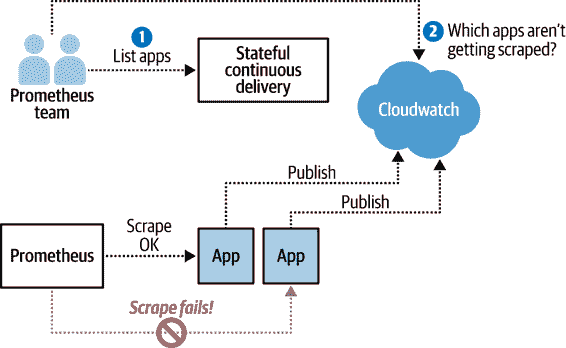 2 Which apps aren't
getting scraped?
1
List apps
Stateful
continuous
delivery
Prometheus
team
Cloudwatch
Publish
Publish
Scrape
OK
Prometheus
App
App
Scrape fails!